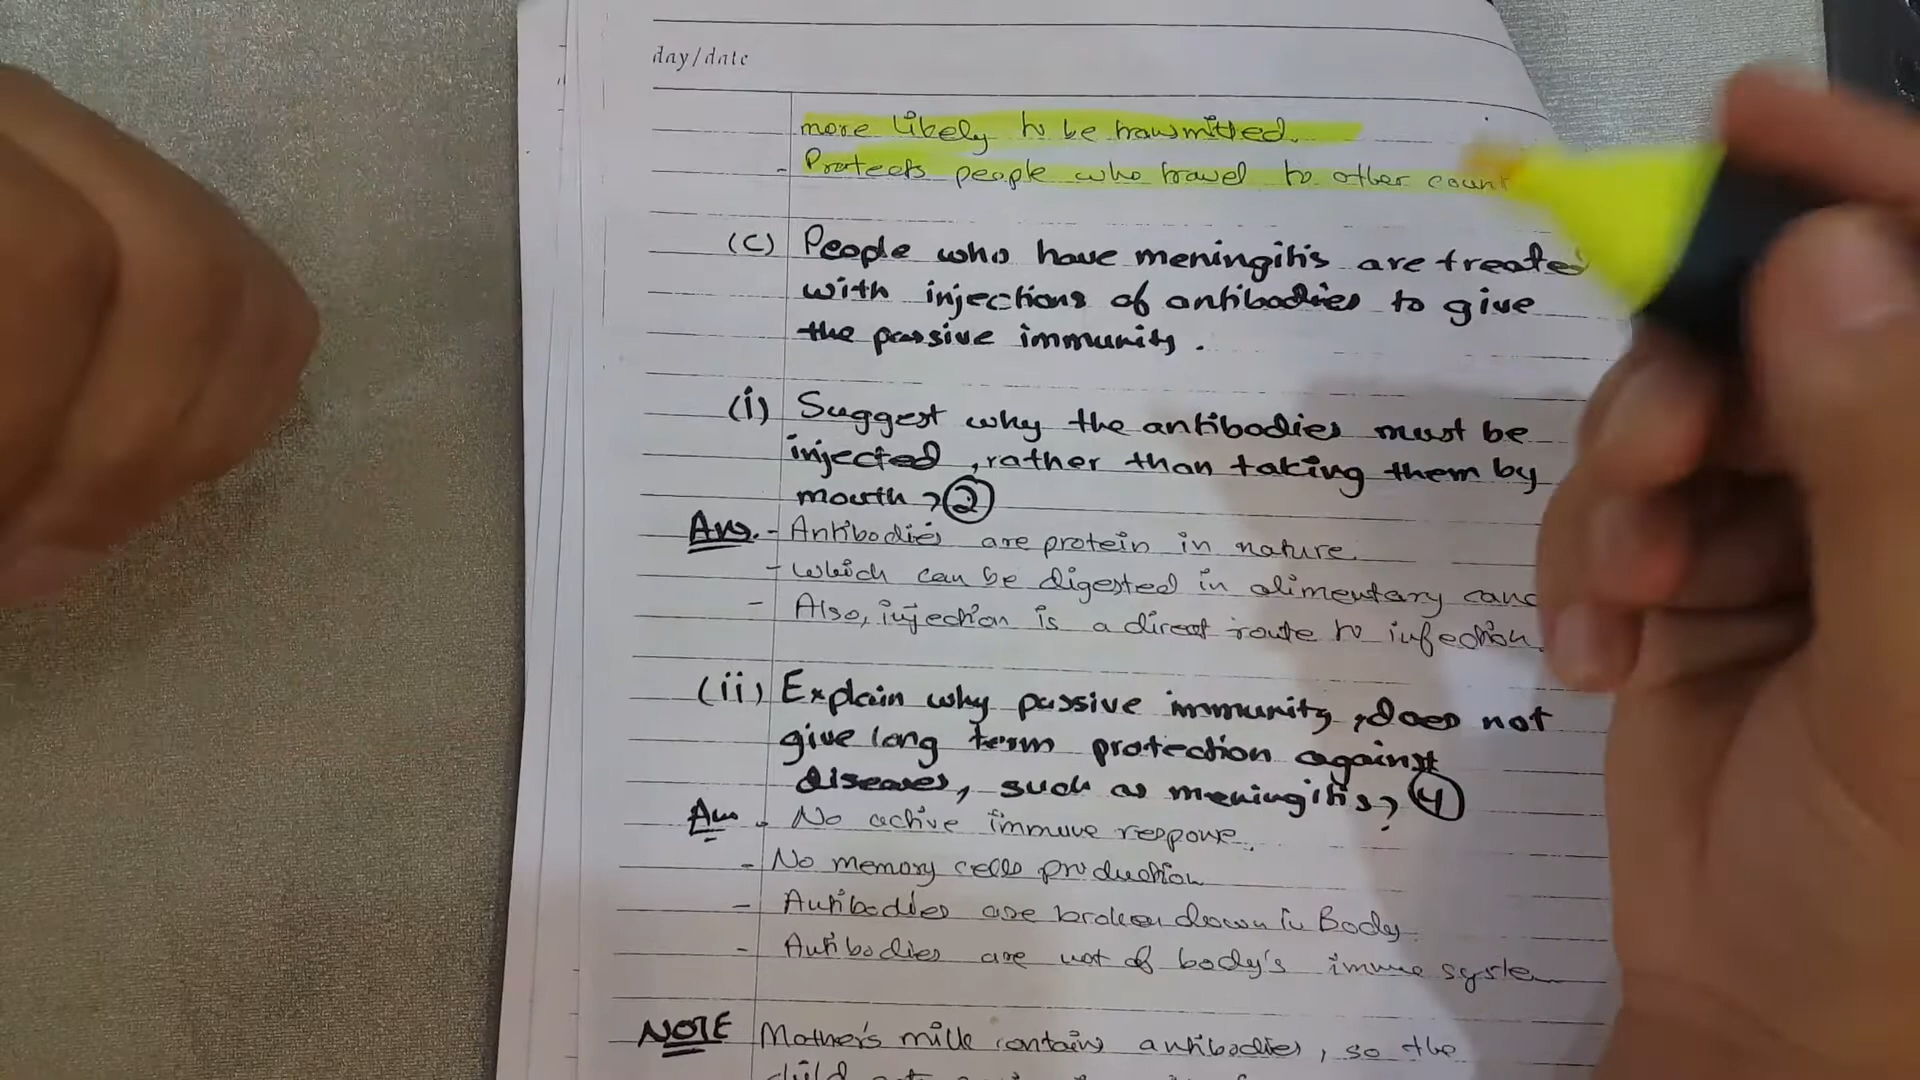 day/date
more likely to be transmitted.
- Protects people who travel to other coun
(c) People who have meningitis are treated
with injections of antibodies to give
the passive immunity.
(i) Suggest why the antibodies must be
injected, rather than taking them by
mouth? 2
Ans. - Antibodies are protein in nature.
- Which can be digested in alimentary cana
- Also, injection is a direct route to infection.
(ii) Explain why passive immunity, does not
give long term protection against
diseases, such as meningitis? 4
Ans - No active immune response.
- No memory cells production
- Antibodies are broken down in Body.
- Antibodies are not of body's immune system
NOTE Mother's milk contains antibodies, so the
child